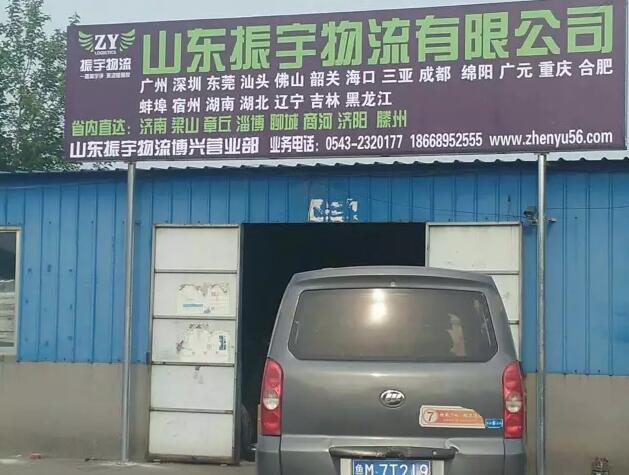 ZY
LOGISTICS
振宇物流
山东振宇物流有限公司
广州 深圳 东莞 汕头 佛山 韶关 海口 三亚 成都 绵阳 广元 重庆 合肥
蚌埠 宿州 湖南 湖北 辽宁 吉林 黑龙江
省内直达：济南 梁山 章丘 淄博 聊城 商河 济阳 滕州
山东振宇物流博兴营业部 业务电话：0543-2320177 18668952555 www.zhenyu56.com
7
鲁M·7T219